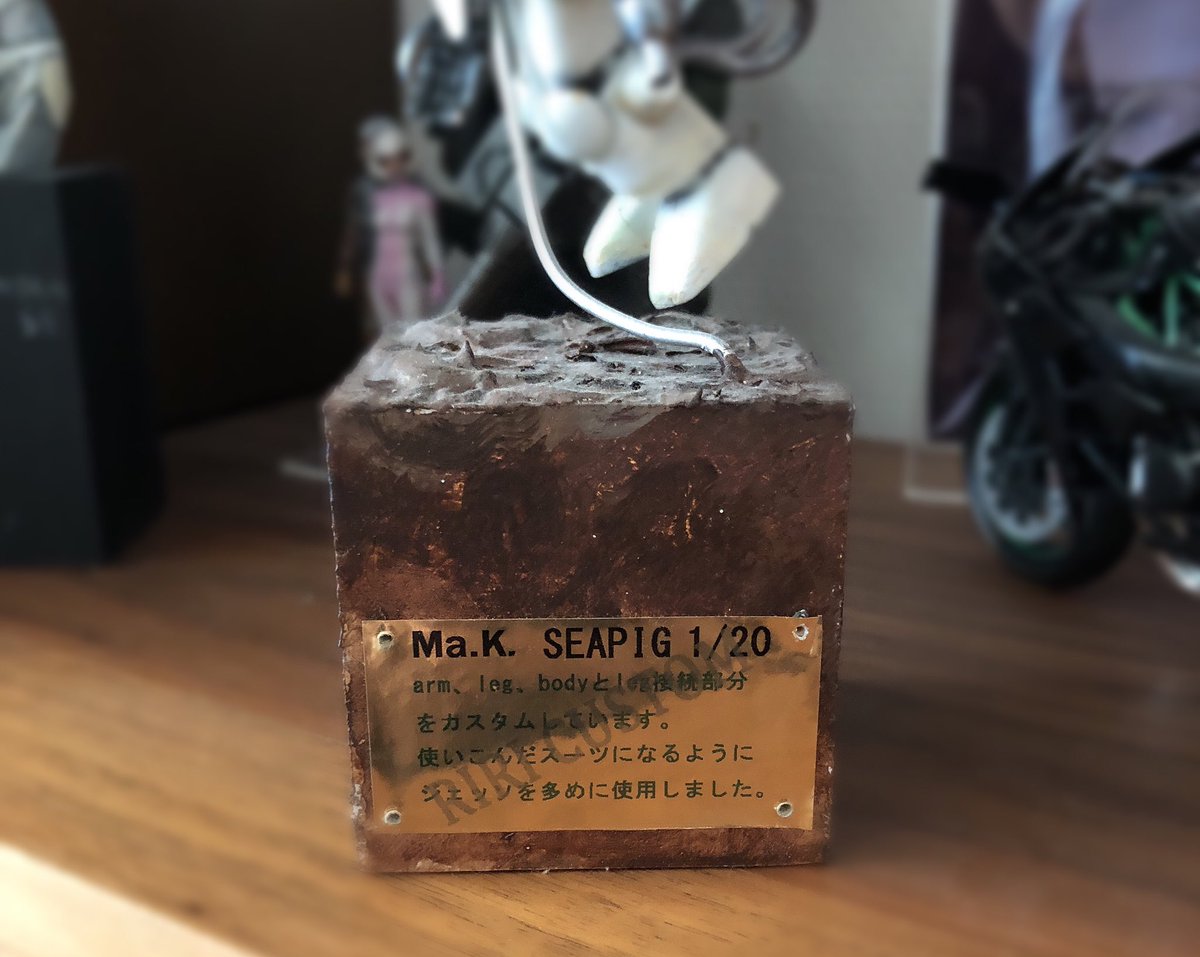 Ma.K. SEAPIG 1/20
arm、leg、bodyとleg接続部分
をカスタムしています。
使いこんだスーツになるように
ジェッソを多めに使用しました。
RIRI CUSTOM